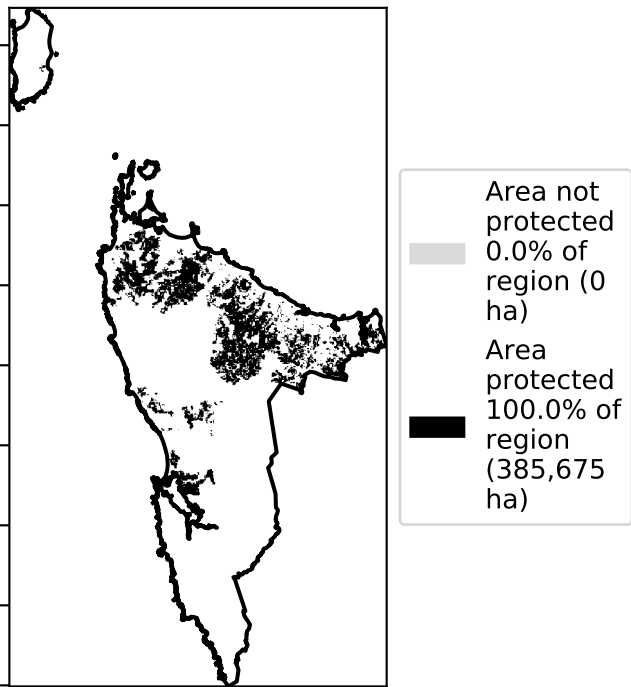 Area not
protected
0.0% of
region (0
ha)
Area
protected
100.0% of
region
(385,675
ha)